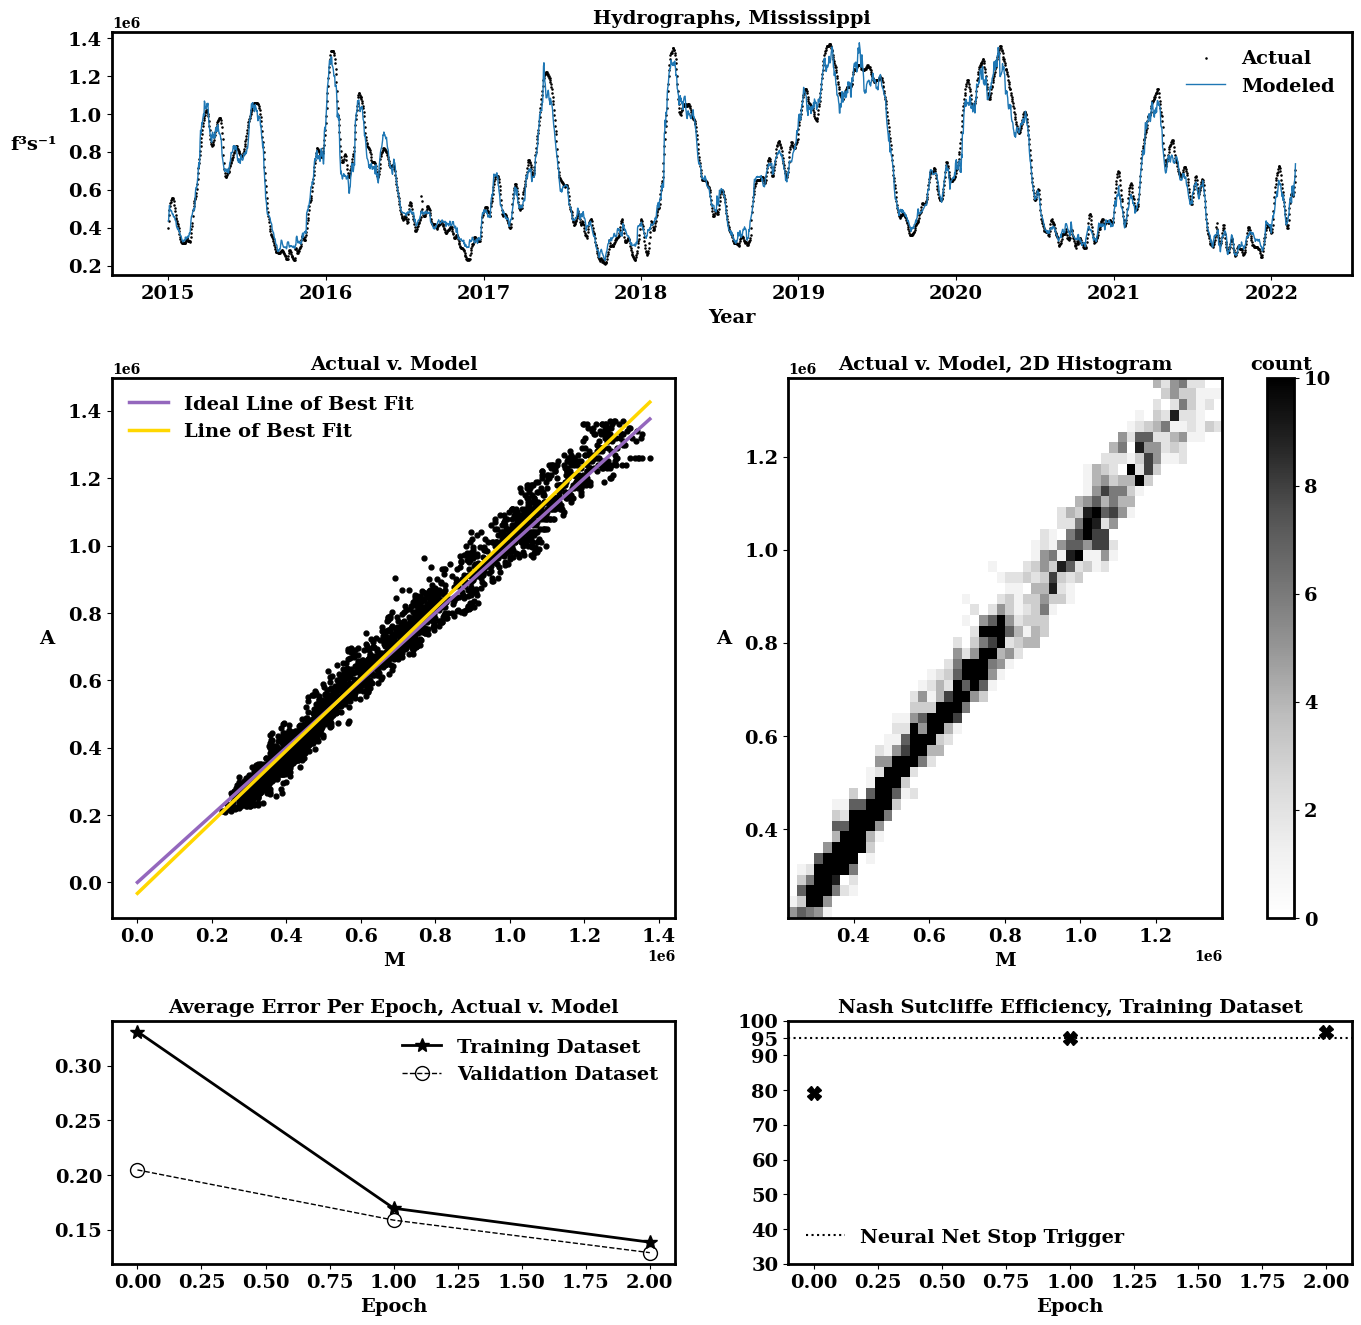 Hydrographs, Mississippi
1e6
1.4
1.2
1.0
0.8
0.6
0.4
0.2
f³s⁻¹
Actual
Modeled
2015 2016 2017 2018 2019 2020 2021 2022
Year
Actual v. Model
1e6
1.4
1.2
1.0
0.8
0.6
0.4
0.2
0.0
A
Ideal Line of Best Fit
Line of Best Fit
0.0 0.2 0.4 0.6 0.8 1.0 1.2 1.4
1e6
M
Actual v. Model, 2D Histogram
1e6
1.2
1.0
0.8
0.6
0.4
A
0.4 0.6 0.8 1.0 1.2
1e6
M
count
10
8
6
4
2
0
Average Error Per Epoch, Actual v. Model
0.30
0.25
0.20
0.15
Training Dataset
Validation Dataset
0.00 0.25 0.50 0.75 1.00 1.25 1.50 1.75 2.00
Epoch
Nash Sutcliffe Efficiency, Training Dataset
100
95
90
80
70
60
50
40
30
Neural Net Stop Trigger
0.00 0.25 0.50 0.75 1.00 1.25 1.50 1.75 2.00
Epoch